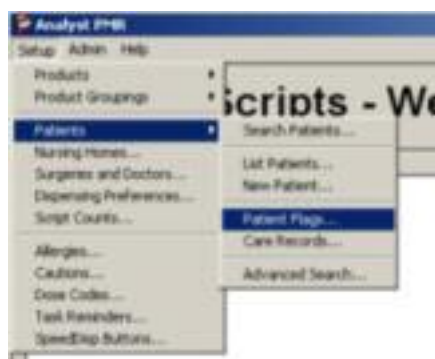 Analyst PMR
Setup Admin Help
Products
Product Groupings
Patients
Nursing Homes...
Surgeries and Doctors...
Dispensing Preferences...
Script Counts...
Allergies...
Cautions...
Dose Codes...
Task Reminders...
SpeedDisp Buttons...
Scripts - We
Search Patients...
List Patients...
New Patient...
Patient Flags...
Care Records...
Advanced Search...